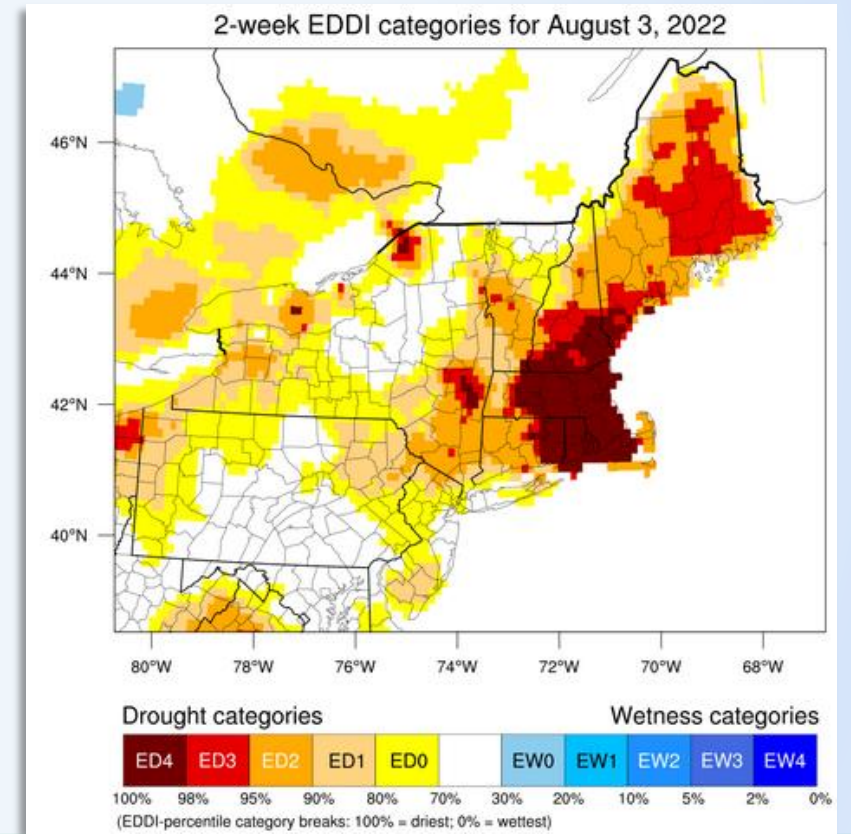 2-week EDDI categories for August 3, 2022
46°N
44°N
42°N
40°N
80°W 78°W 76°W 74°W 72°W 70°W 68°W
Drought categories Wetness categories
ED4 ED3 ED2 ED1 ED0 EW0 EW1 EW2 EW3 EW4
100% 98% 95% 90% 80% 70% 30% 20% 10% 5% 2% 0%
(EDDI-percentile category breaks: 100% = driest; 0% = wettest)